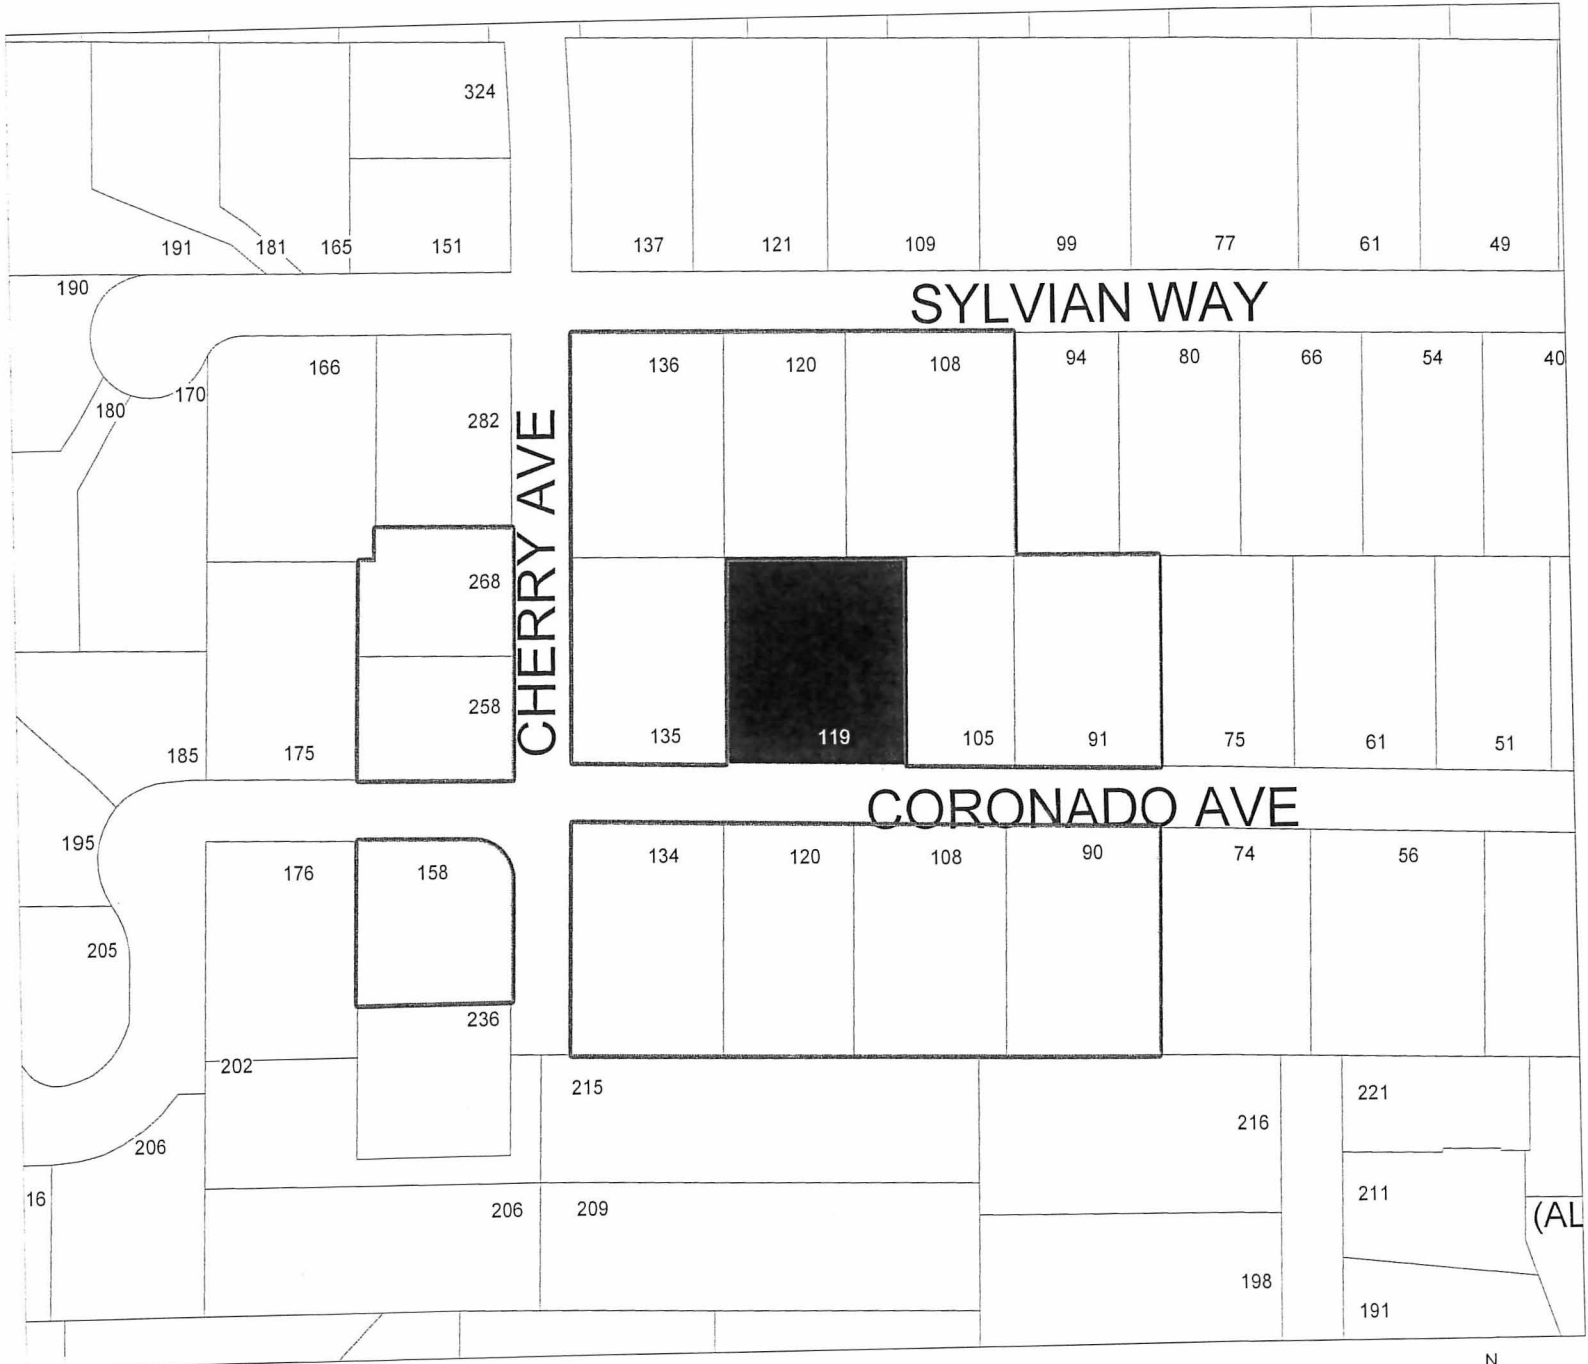 324
191 181 165 151 137 121 109 99 77 61 49
190
SYLVIAN WAY
166 136 120 108 94 80 66 54 40
180 170
282
CHERRY AVE
268
258
185 175 135 119 105 91 75 61 51
CORONADO AVE
195 176 158 134 120 108 90 74 56
205
236
202 215 221
206 216
16 206 209 211
(AL
198
191
N